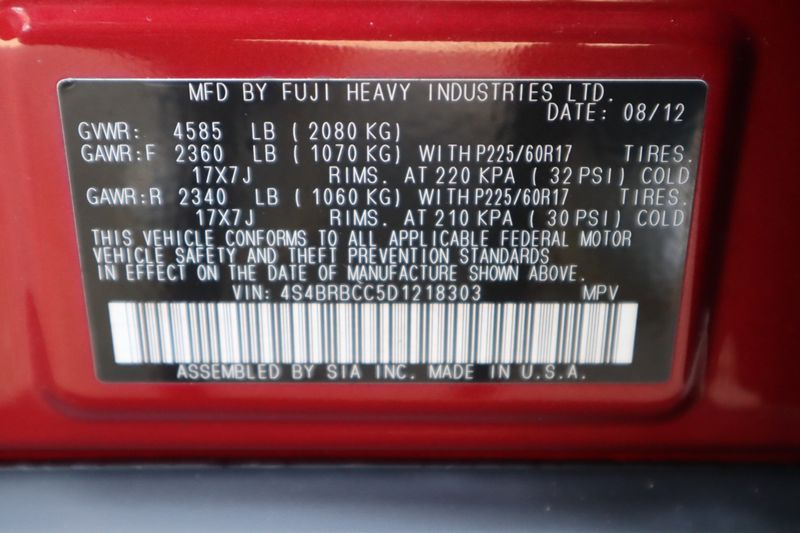 MFD BY FUJI HEAVY INDUSTRIES LTD.
DATE: 08/12
GVWR: 4585 LB ( 2080 KG)
GAWR:F 2360 LB ( 1070 KG) WITH P225/60R17 TIRES.
17X7J RIMS. AT 220 KPA ( 32 PSI) COLD
GAWR:R 2340 LB ( 1060 KG) WITH P225/60R17 TIRES.
17X7J RIMS. AT 210 KPA ( 30 PSI) COLD
THIS VEHICLE CONFORMS TO ALL APPLICABLE FEDERAL MOTOR
VEHICLE SAFETY AND THEFT PREVENTION STANDARDS
IN EFFECT ON THE DATE OF MANUFACTURE SHOWN ABOVE.
VIN: 4S4BRBCC5D1218303 MPV
ASSEMBLED BY SIA INC. MADE IN U.S.A.